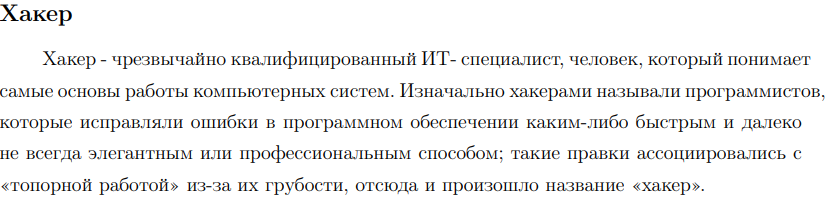 Хакер
Хакер - чрезвычайно квалифицированный ИТ- специалист, человек, который понимает
самые основы работы компьютерных систем. Изначально хакерами называли программистов,
которые исправляли ошибки в программном обеспечении каким-либо быстрым и далеко
не всегда элегантным или профессиональным способом; такие правки ассоциировались с
«топорной работой» из-за их грубости, отсюда и произошло название «хакер».